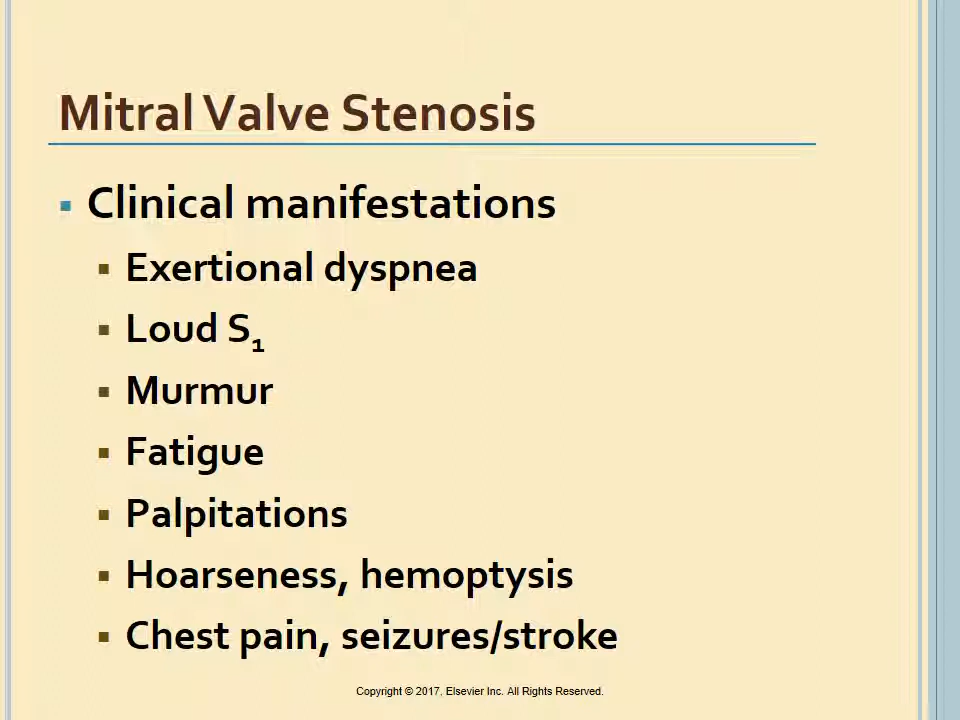 Mitral Valve Stenosis
▪ Clinical manifestations
▪ Exertional dyspnea
▪ Loud S₁
▪ Murmur
▪ Fatigue
▪ Palpitations
▪ Hoarseness, hemoptysis
▪ Chest pain, seizures/stroke
Copyright © 2017, Elsevier Inc. All Rights Reserved.